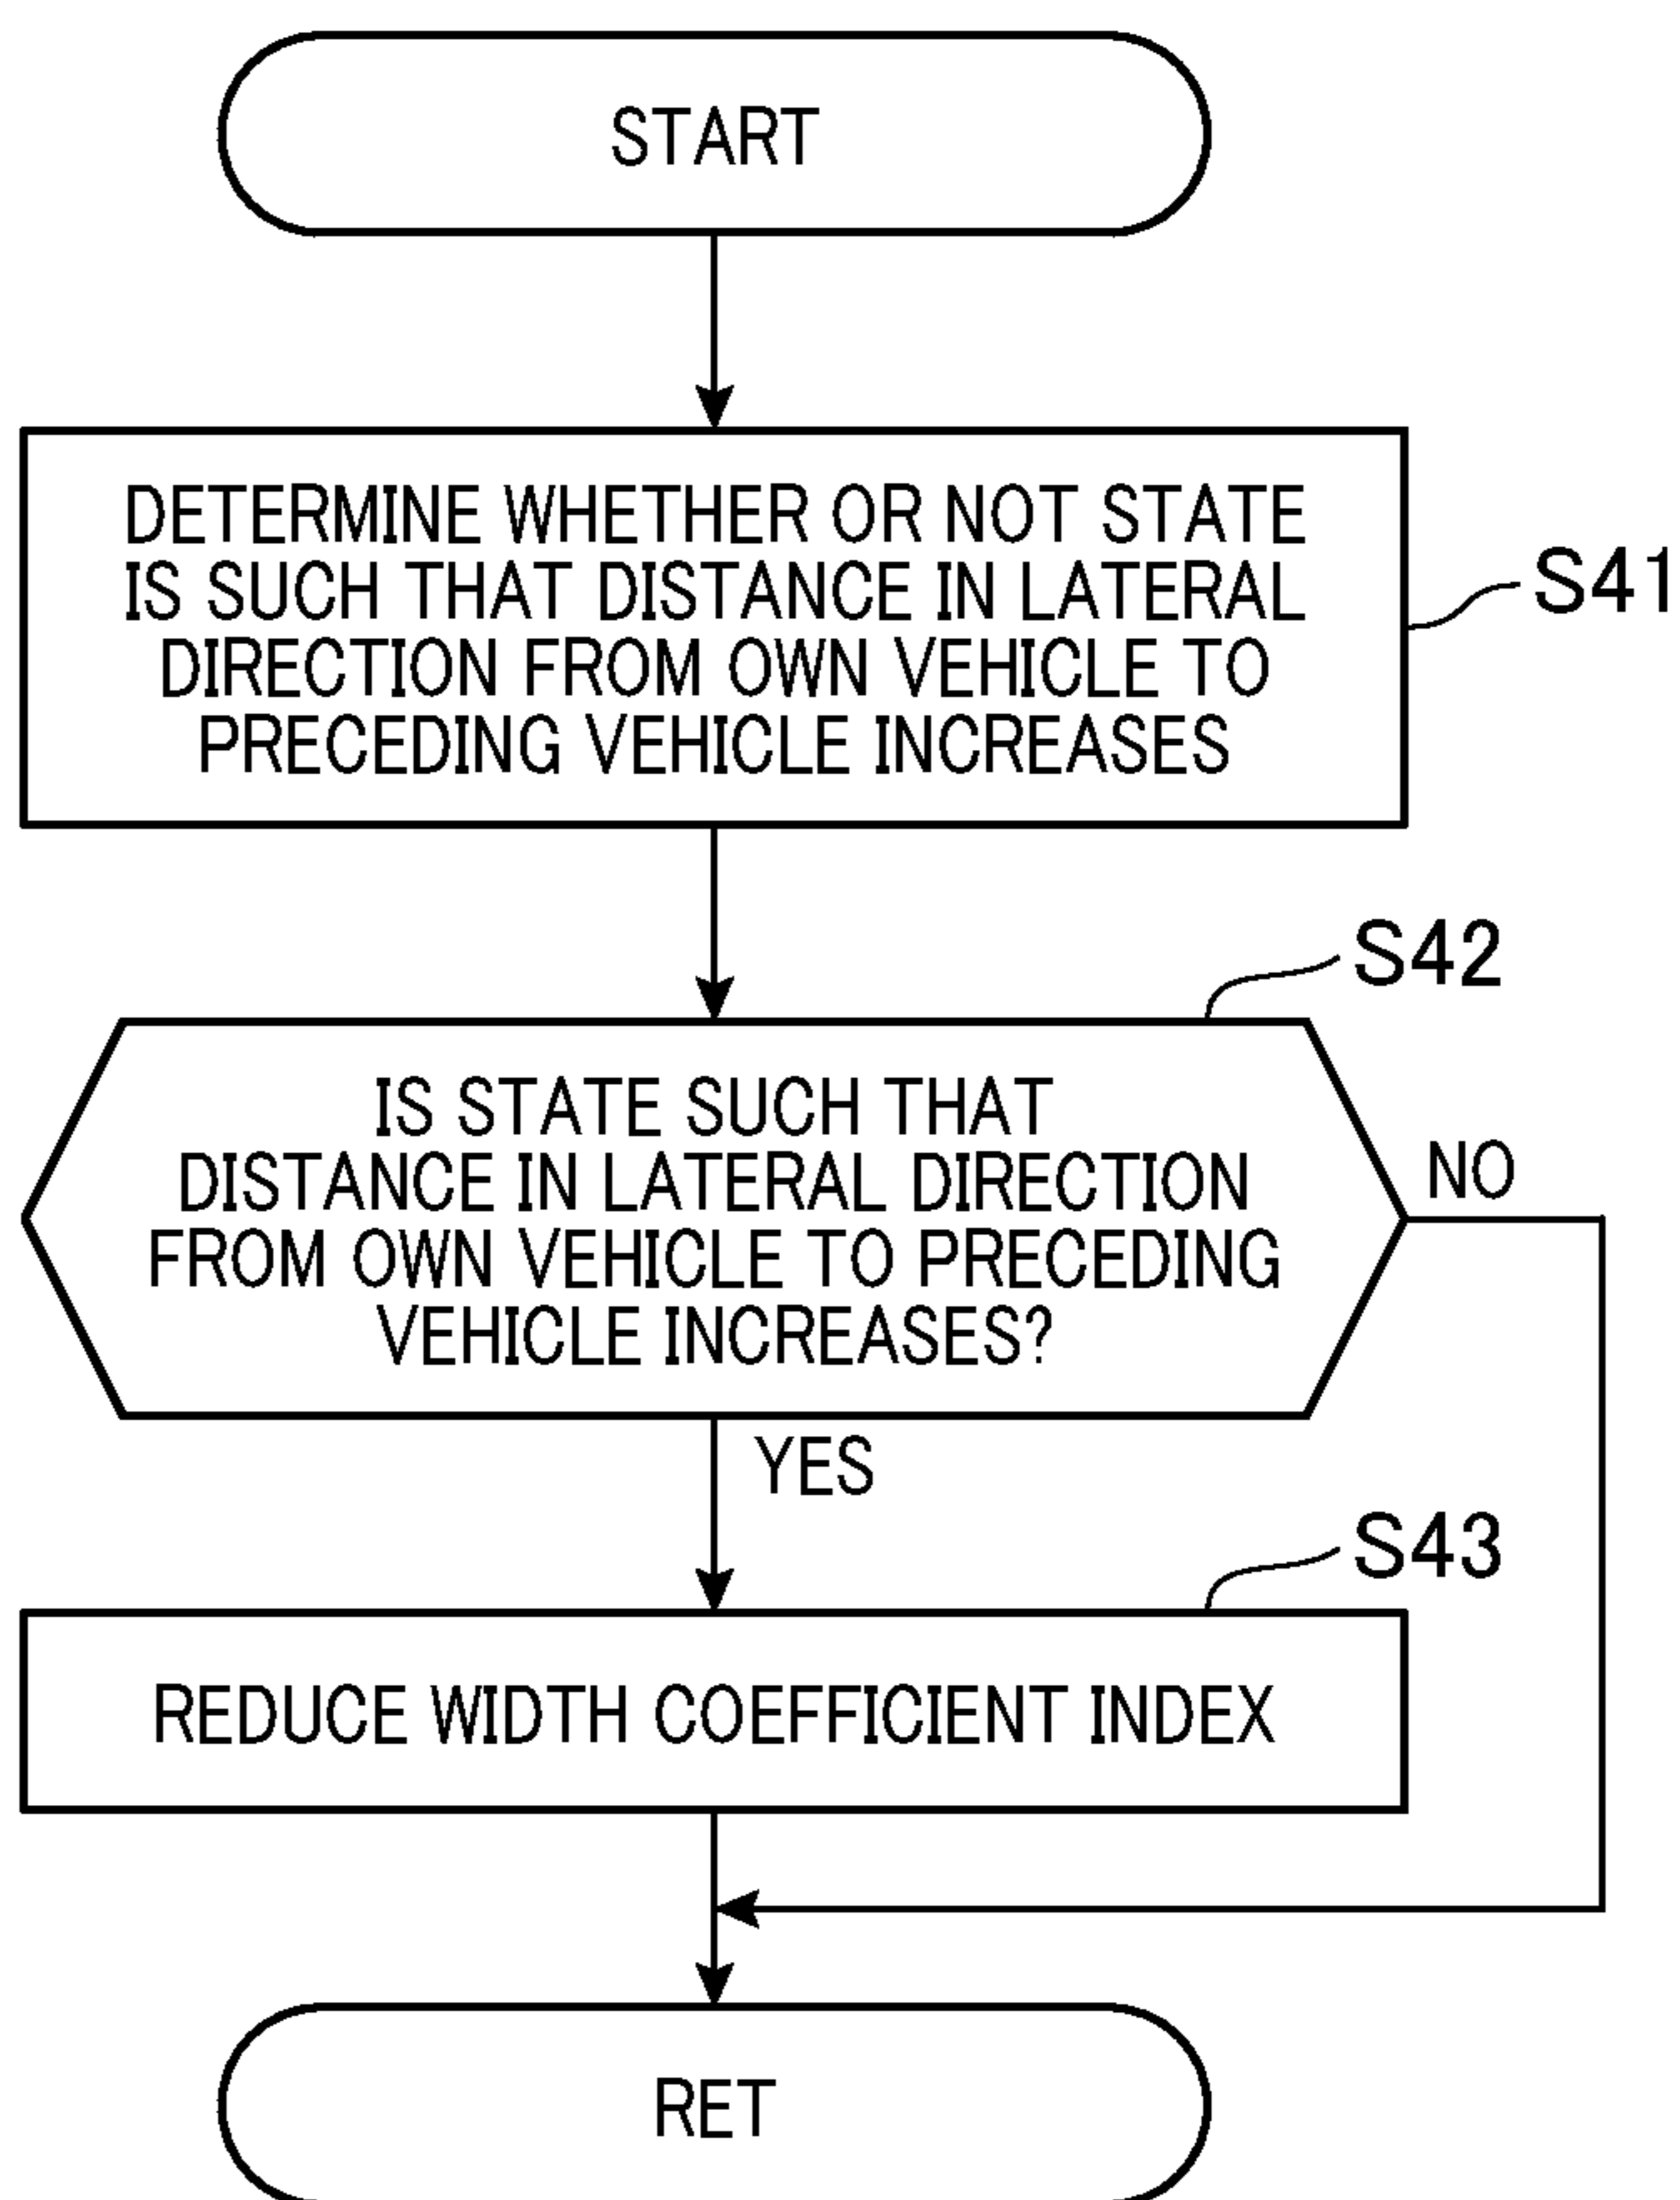 START
DETERMINE WHETHER OR NOT STATE
IS SUCH THAT DISTANCE IN LATERAL
DIRECTION FROM OWN VEHICLE TO
PRECEDING VEHICLE INCREASES
S41
S42
IS STATE SUCH THAT
DISTANCE IN LATERAL DIRECTION
FROM OWN VEHICLE TO PRECEDING
VEHICLE INCREASES?
NO
YES
S43
REDUCE WIDTH COEFFICIENT INDEX
RET